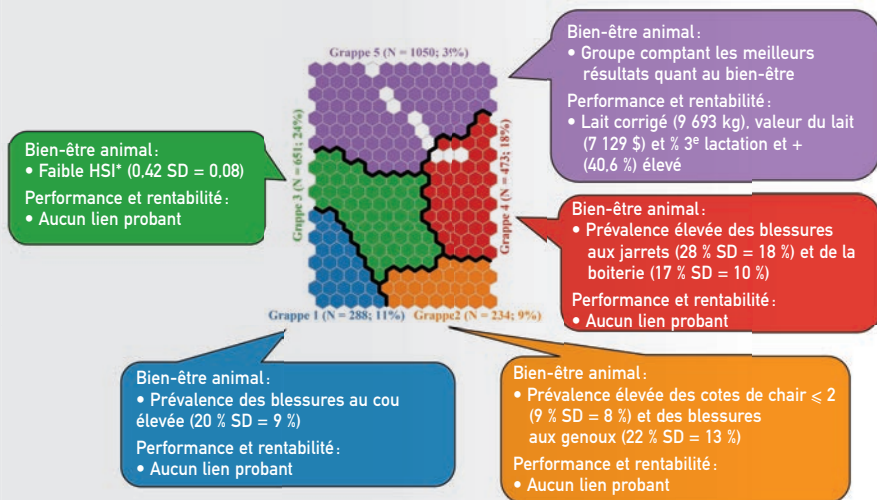 Grappe 5 (N = 1050; 39%)
Bien-être animal :
• Groupe comptant les meilleurs
résultats quant au bien-être
Performance et rentabilité :
• Lait corrigé (9 693 kg), valeur du lait
(7 129 $) et % 3e lactation et +
(40,6 %) élevé
Bien-être animal :
• Faible HSI* (0,42 SD = 0,08)
Performance et rentabilité :
• Aucun lien probant
Grappe 3 (N = 651; 24%)
Grappe 4 (N = 473; 18%)
Bien-être animal :
• Prévalence élevée des blessures
aux jarrets (28 % SD = 18 %) et de la
boiterie (17 % SD = 10 %)
Performance et rentabilité :
• Aucun lien probant
Grappe 1 (N = 288; 11%)
Grappe2 (N = 234; 9%)
Bien-être animal :
• Prévalence des blessures au cou
élevée (20 % SD = 9 %)
Performance et rentabilité :
• Aucun lien probant
Bien-être animal :
• Prévalence élevée des cotes de chair ⩽ 2
(9 % SD = 8 %) et des blessures
aux genoux (22 % SD = 13 %)
Performance et rentabilité :
• Aucun lien probant